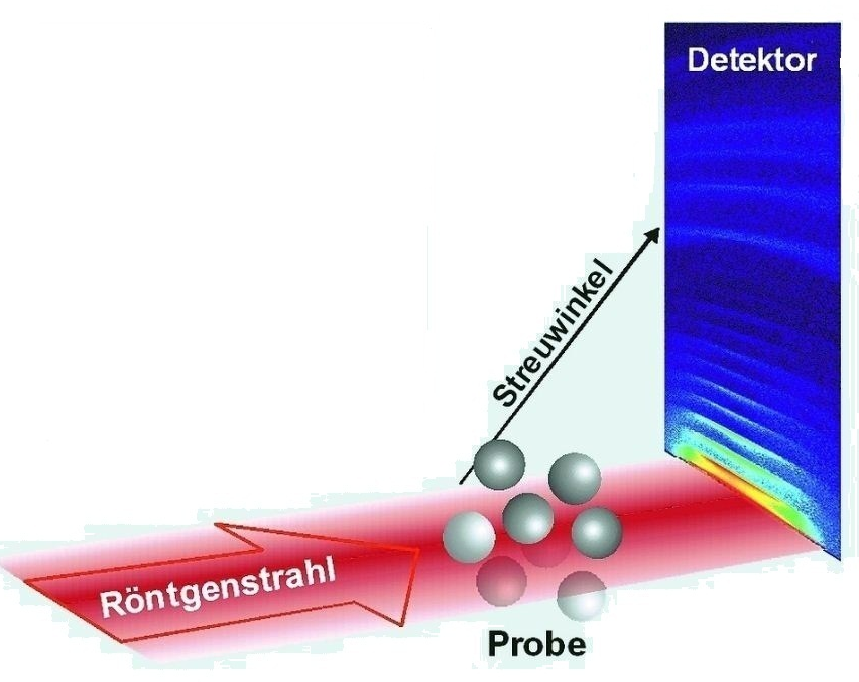 Detektor
Streuwinkel
Röntgenstrahl
Probe